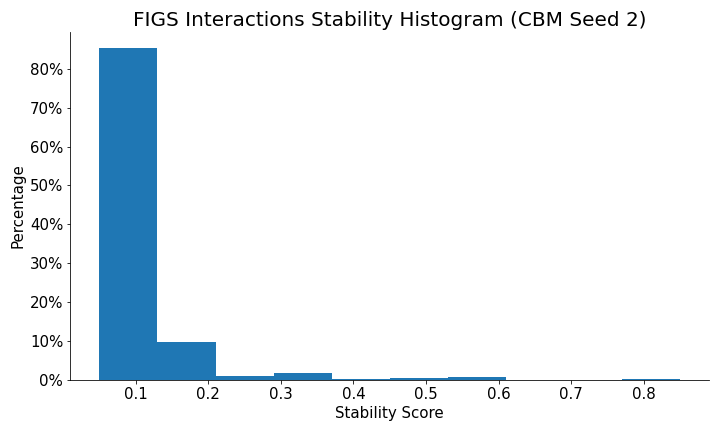 FIGS Interactions Stability Histogram (CBM Seed 2)
80%
70%
60%
50%
40%
30%
20%
10%
0%
Percentage
0.1 0.2 0.3 0.4 0.5 0.6 0.7 0.8
Stability Score